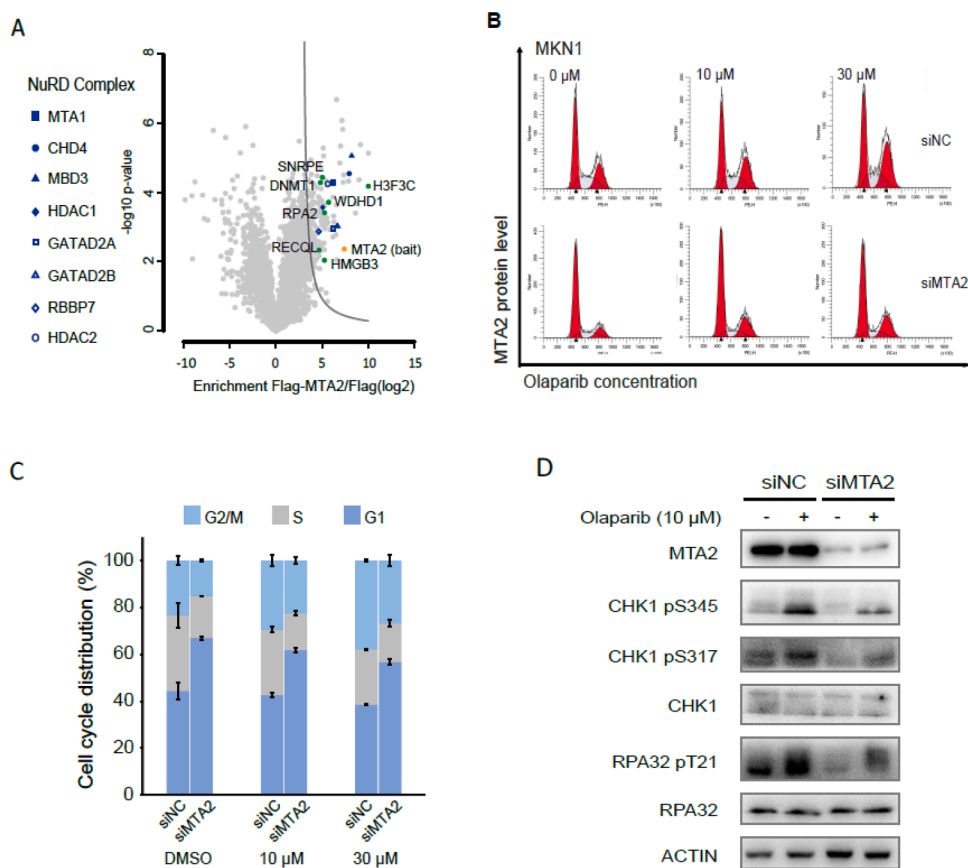 A
NuRD Complex
MTA1
CHD4
MBD3
HDAC1
GATAD2A
GATAD2B
RBBP7
HDAC2
-log10 p-value
8
6
4
2
0
SNRPE
DNMT1
H3F3C
WDHD1
RPA2
RECQL
MTA2 (bait)
HMGB3
-10 -5 0 5 10 15
Enrichment Flag-MTA2/Flag(log2)
B
MKN1
0 µM 10 µM 30 µM
siNC
siMTA2
MTA2 protein level
Olaparib concentration
C
G2/M S G1
Cell cycle distribution (%)
100
80
60
40
20
0
siNC siMTA2 siNC siMTA2 siNC siMTA2
DMSO 10 µM 30 µM
D
siNC siMTA2
Olaparib (10 µM) - + - +
MTA2
CHK1 pS345
CHK1 pS317
CHK1
RPA32 pT21
RPA32
ACTIN